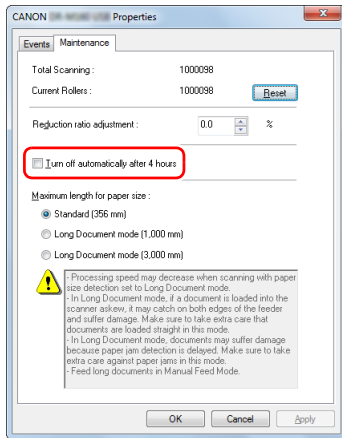 CANON Properties
Events Maintenance
Total Scanning : 1000098
Current Rollers : 1000098 Reset
Reduction ratio adjustment : 0.0 %
Turn off automatically after 4 hours
Maximum length for paper size :
Standard (356 mm)
Long Document mode (1,000 mm)
Long Document mode (3,000 mm)
- Processing speed may decrease when scanning with paper
size detection set to Long Document mode.
- In Long Document mode, if a document is loaded into the
scanner askew, it may catch on both edges of the feeder
and suffer damage. Make sure to take extra care that
documents are loaded straight in this mode.
- In Long Document mode, documents may suffer damage
because paper jam detection is delayed. Make sure to take
extra care against paper jams in this mode.
- Feed long documents in Manual Feed Mode.
OK Cancel Apply